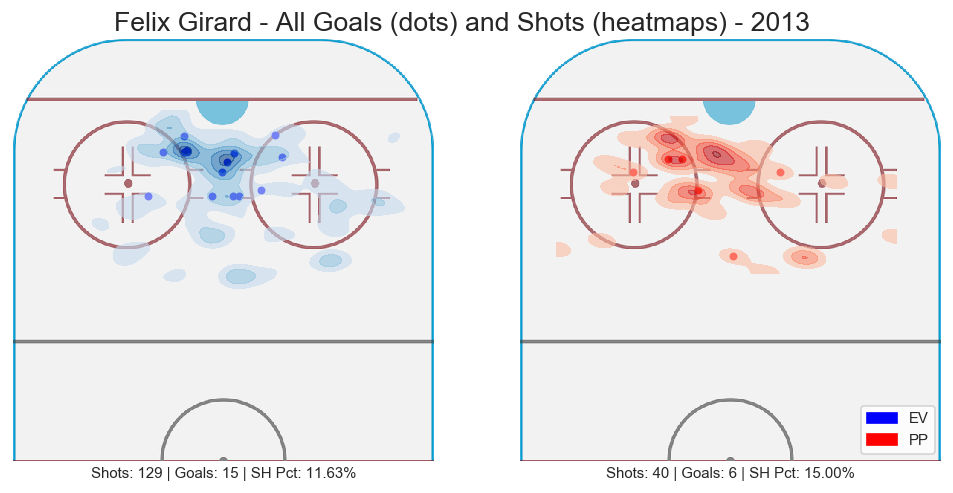 Felix Girard - All Goals (dots) and Shots (heatmaps) - 2013
EV
PP
Shots: 129 | Goals: 15 | SH Pct: 11.63%
Shots: 40 | Goals: 6 | SH Pct: 15.00%